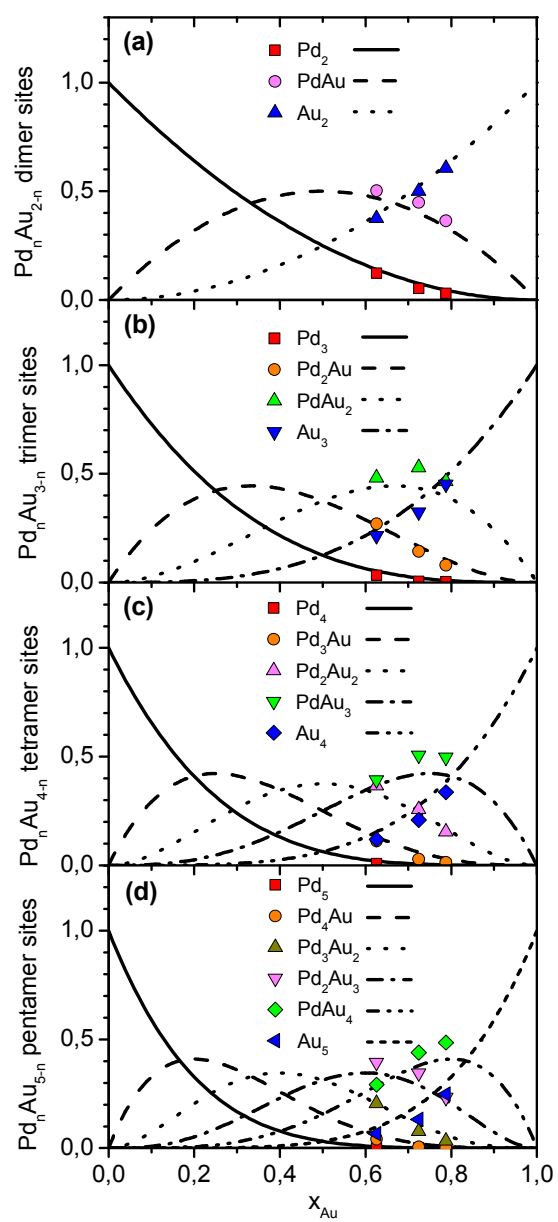 (a)
Pd₂
PdAu
Au₂
1,0
0,5
0,0
PdₙAu₂₋ₙ dimer sites
(b)
Pd₃
Pd₂Au
PdAu₂
Au₃
1,0
0,5
0,0
PdₙAu₃₋ₙ trimer sites
(c)
Pd₄
Pd₃Au
Pd₂Au₂
PdAu₃
Au₄
1,0
0,5
0,0
PdₙAu₄₋ₙ tetramer sites
(d)
Pd₅
Pd₄Au
Pd₃Au₂
Pd₂Au₃
PdAu₄
Au₅
1,0
0,5
0,0
PdₙAu₅₋ₙ pentamer sites
0,0 0,2 0,4 0,6 0,8 1,0
x_Au